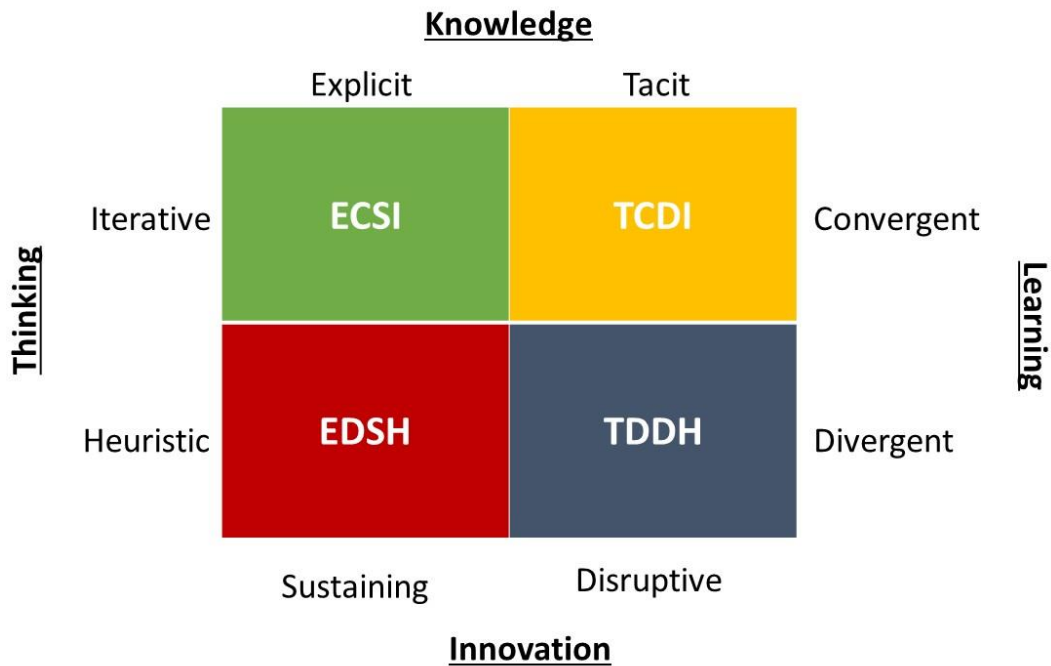 Knowledge
Explicit Tacit
Iterative ECSI TCDI Convergent
Thinking
Learning
Heuristic EDSH TDDH Divergent
Sustaining Disruptive
Innovation